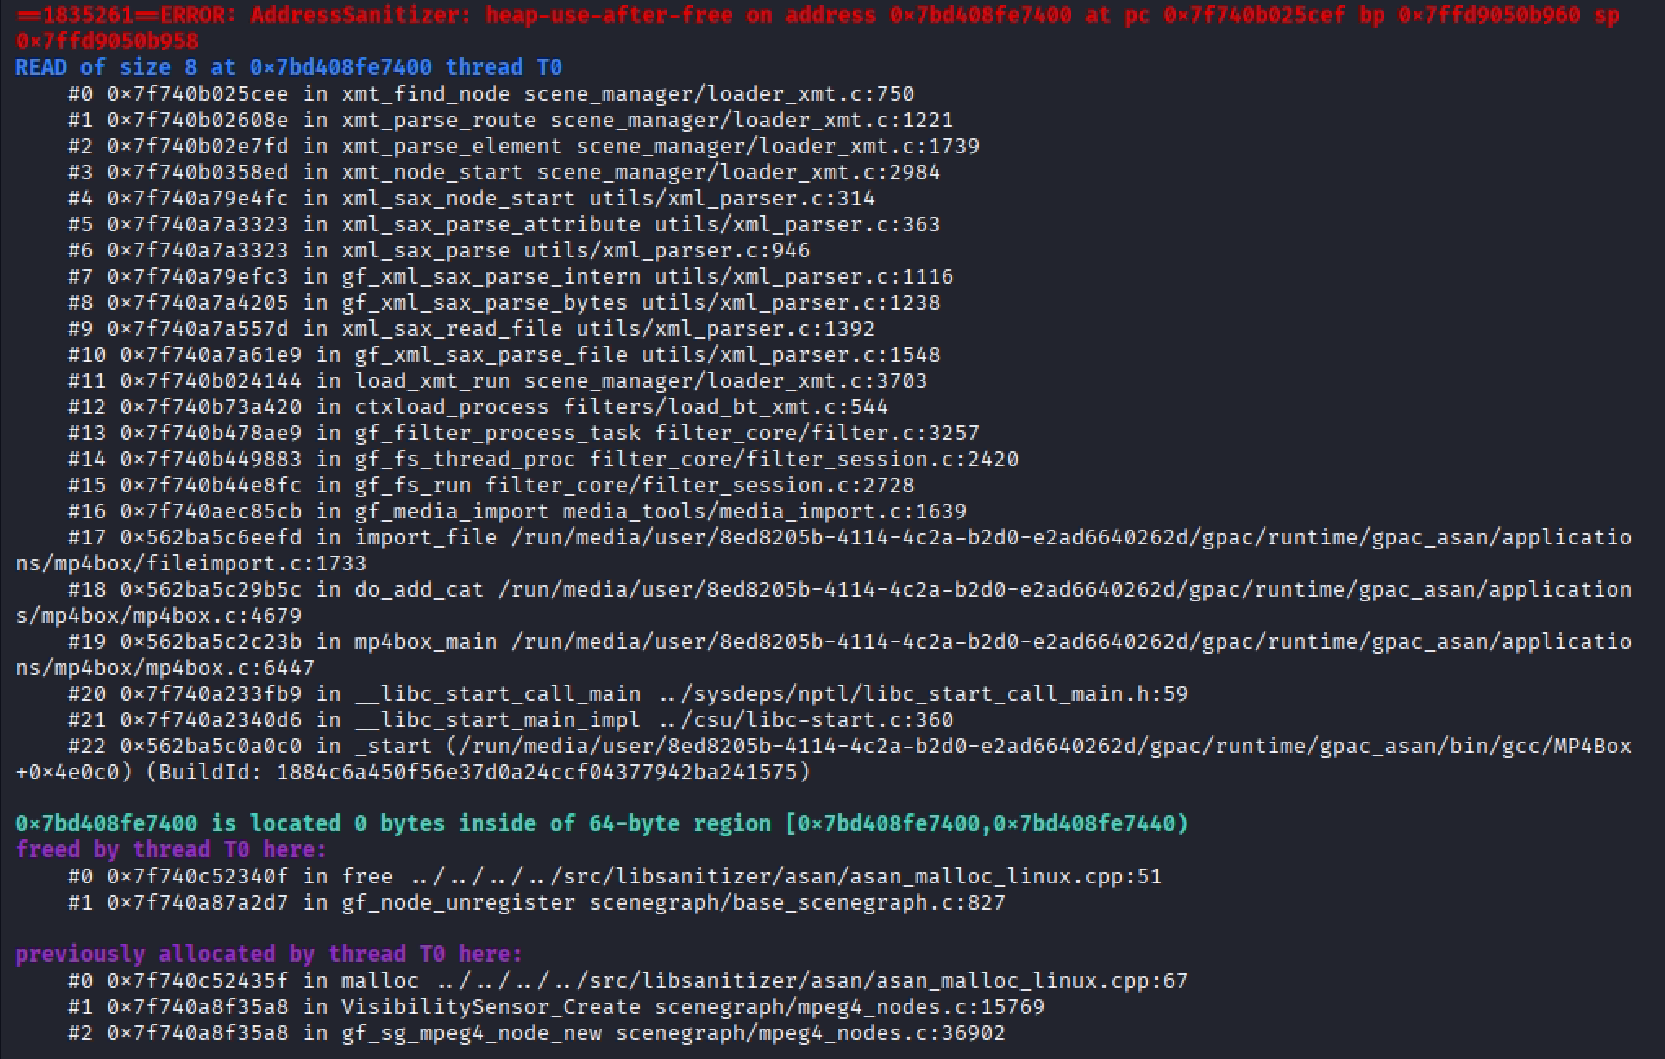 ==1835261==ERROR: AddressSanitizer: heap-use-after-free on address 0x7bd408fe7400 at pc 0x7f740b025cef bp 0x7ffd9050b960 sp
0x7ffd9050b958
READ of size 8 at 0x7bd408fe7400 thread T0
    #0 0x7f740b025cee in xmt_find_node scene_manager/loader_xmt.c:750
    #1 0x7f740b02608e in xmt_parse_route scene_manager/loader_xmt.c:1221
    #2 0x7f740b02e7fd in xmt_parse_element scene_manager/loader_xmt.c:1739
    #3 0x7f740b0358ed in xmt_node_start scene_manager/loader_xmt.c:2984
    #4 0x7f740a79e4fc in xml_sax_node_start utils/xml_parser.c:314
    #5 0x7f740a7a3323 in xml_sax_parse_attribute utils/xml_parser.c:363
    #6 0x7f740a7a3323 in xml_sax_parse utils/xml_parser.c:946
    #7 0x7f740a79efc3 in gf_xml_sax_parse_intern utils/xml_parser.c:1116
    #8 0x7f740a7a4205 in gf_xml_sax_parse_bytes utils/xml_parser.c:1238
    #9 0x7f740a7a557d in xml_sax_read_file utils/xml_parser.c:1392
    #10 0x7f740a7a61e9 in gf_xml_sax_parse_file utils/xml_parser.c:1548
    #11 0x7f740b024144 in load_xmt_run scene_manager/loader_xmt.c:3703
    #12 0x7f740b73a420 in ctxload_process filters/load_bt_xmt.c:544
    #13 0x7f740b478ae9 in gf_filter_process_task filter_core/filter.c:3257
    #14 0x7f740b449883 in gf_fs_thread_proc filter_core/filter_session.c:2420
    #15 0x7f740b44e8fc in gf_fs_run filter_core/filter_session.c:2728
    #16 0x7f740aec85cb in gf_media_import media_tools/media_import.c:1639
    #17 0x562ba5c6eefd in import_file /run/media/user/8ed8205b-4114-4c2a-b2d0-e2ad6640262d/gpac/runtime/gpac_asan/applicatio
ns/mp4box/fileimport.c:1733
    #18 0x562ba5c29b5c in do_add_cat /run/media/user/8ed8205b-4114-4c2a-b2d0-e2ad6640262d/gpac/runtime/gpac_asan/application
s/mp4box/mp4box.c:4679
    #19 0x562ba5c2c23b in mp4box_main /run/media/user/8ed8205b-4114-4c2a-b2d0-e2ad6640262d/gpac/runtime/gpac_asan/applicatio
ns/mp4box/mp4box.c:6447
    #20 0x7f740a233fb9 in __libc_start_call_main ../sysdeps/nptl/libc_start_call_main.h:59
    #21 0x7f740a2340d6 in __libc_start_main_impl ../csu/libc-start.c:360
    #22 0x562ba5c0a0c0 in _start (/run/media/user/8ed8205b-4114-4c2a-b2d0-e2ad6640262d/gpac/runtime/gpac_asan/bin/gcc/MP4Box
+0x4e0c0) (BuildId: 1884c6a450f56e37d0a24ccf04377942ba241575)

0x7bd408fe7400 is located 0 bytes inside of 64-byte region [0x7bd408fe7400,0x7bd408fe7440)
freed by thread T0 here:
    #0 0x7f740c52340f in free ../../../../src/libsanitizer/asan/asan_malloc_linux.cpp:51
    #1 0x7f740a87a2d7 in gf_node_unregister scenegraph/base_scenegraph.c:827

previously allocated by thread T0 here:
    #0 0x7f740c52435f in malloc ../../../../src/libsanitizer/asan/asan_malloc_linux.cpp:67
    #1 0x7f740a8f35a8 in VisibilitySensor_Create scenegraph/mpeg4_nodes.c:15769
    #2 0x7f740a8f35a8 in gf_sg_mpeg4_node_new scenegraph/mpeg4_nodes.c:36902